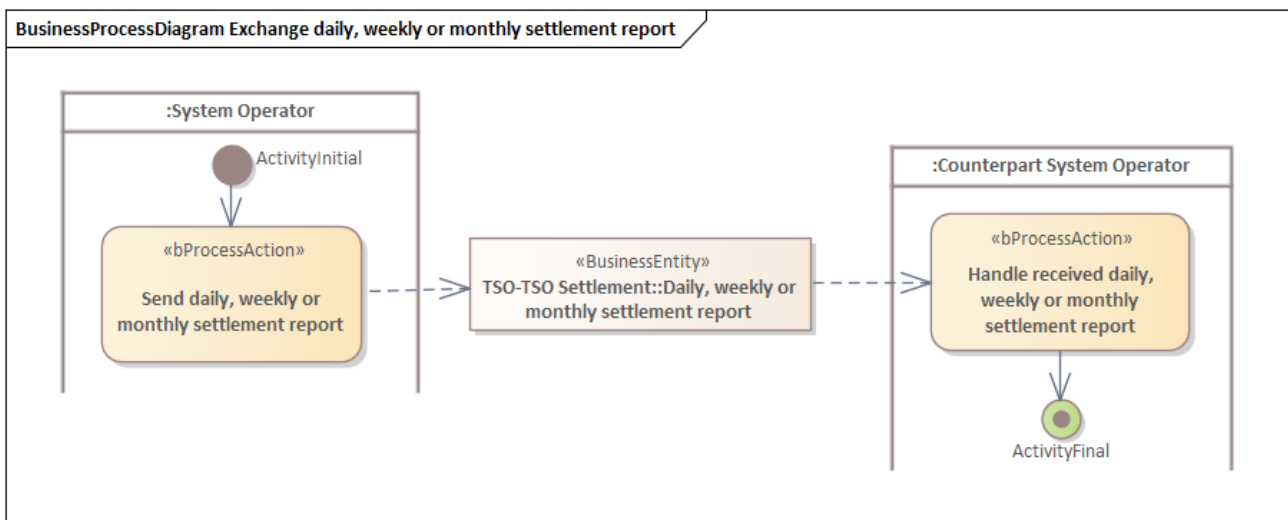 BusinessProcessDiagram Exchange daily, weekly or monthly settlement report
:System Operator
ActivityInitial
«bProcessAction»
Send daily, weekly or
monthly settlement report
«BusinessEntity»
TSO-TSO Settlement::Daily, weekly or
monthly settlement report
:Counterpart System Operator
«bProcessAction»
Handle received daily,
weekly or monthly
settlement report
ActivityFinal